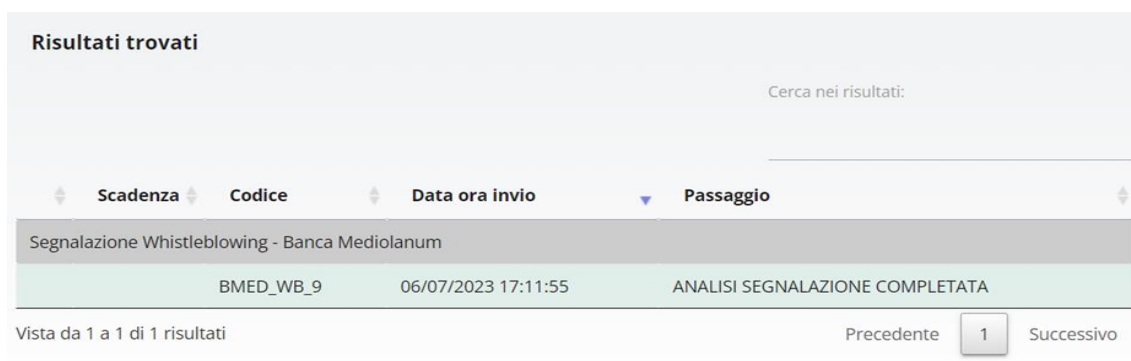 Risultati trovati
Cerca nei risultati:
Scadenza Codice Data ora invio Passaggio
Segnalazione Whistleblowing - Banca Mediolanum
BMED_WB_9 06/07/2023 17:11:55 ANALISI SEGNALAZIONE COMPLETATA
Vista da 1 a 1 di 1 risultati Precedente 1 Successivo